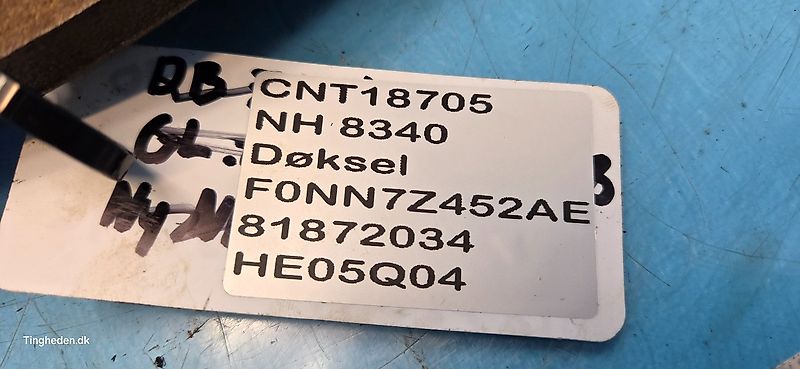 CNT18705
NH 8340
Døksel
F0NN7Z452AE
81872034
HE05Q04
Tingheden.dk